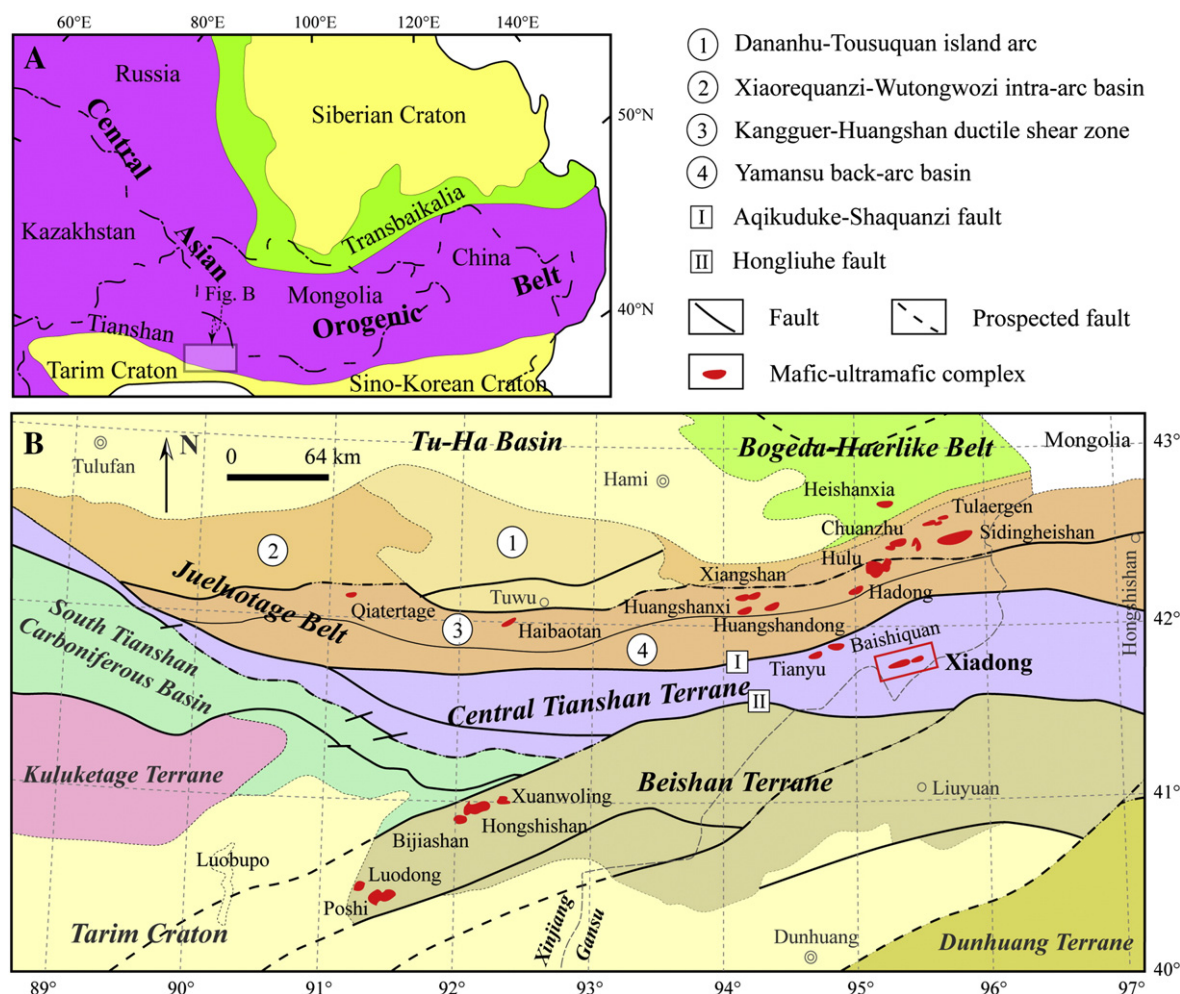 60°E 80°E 100°E 120°E 140°E
A
Russia
Siberian Craton
50°N
Central
Asian
Orogenic
Belt
Transbaikalia
Kazakhstan
China
Mongolia
Fig. B
40°N
Tianshan
Tarim Craton
Sino-Korean Craton
1 Dananhu-Tousuquan island arc
2 Xiaorequanzi-Wutongwozi intra-arc basin
3 Kangguer-Huangshan ductile shear zone
4 Yamansu back-arc basin
I Aqikuduke-Shaquanzi fault
II Hongliuhe fault
Fault
Prospected fault
Mafic-ultramafic complex
B
N
Tulufan
0 64 km
Tu-Ha Basin
Hami
Bogeda-Haerlike Belt
Mongolia
43°
Heishanxia
Tulaergen
Chuanzhu
Sidingheishan
Hulu
Hadong
Hongshishan
1
2
Xiangshan
Jueluotage Belt
Qiatertage
Tuwu
Huangshanxi
Huangshandong
3
Haibaotan
4
42°
South Tianshan
Carboniferous Basin
I
Tianyu
Baishiquan
Xiadong
Central Tianshan Terrane
II
Kuluketage Terrane
Beishan Terrane
Liuyuan
41°
Xuanwoling
Hongshishan
Bijiashan
Luobupo
Luodong
Poshi
Tarim Craton
Xinjiang
Gansu
Dunhuang
Dunhuang Terrane
40°
89° 90° 91° 92° 93° 94° 95° 96° 97°